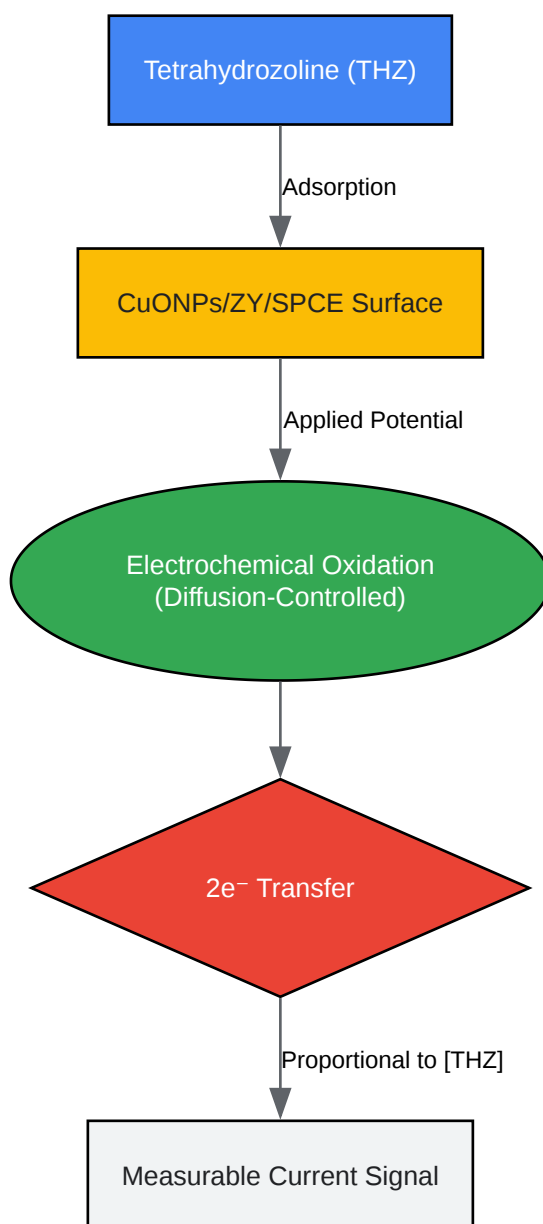 Tetrahydrozoline (THZ)
Adsorption
CuONPs/ZY/SPCE Surface
Applied Potential
Electrochemical Oxidation
(Diffusion-Controlled)
2e⁻ Transfer
Proportional to [THZ]
Measurable Current Signal